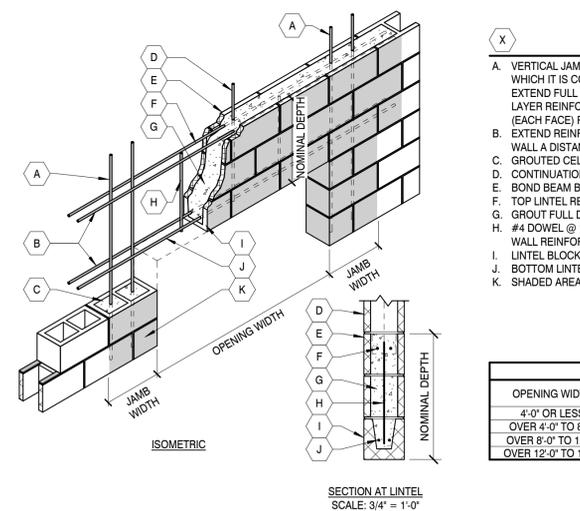 A
D
E
F
G
A
H
B
C
I
J
K
NOMINAL DEPTH
JAMB WIDTH
OPENING WIDTH
JAMB WIDTH
ISOMETRIC
D
E
F
G
H
I
J
NOMINAL DEPTH
SECTION AT LINTEL
SCALE: 3/4" = 1'-0"
X
A. VERTICAL JAM
WHICH IT IS CO
EXTEND FULL
LAYER REINFO
(EACH FACE) F
B. EXTEND REINF
WALL A DISTAN
C. GROUTED CEL
D. CONTINUATION
E. BOND BEAM B
F. TOP LINTEL RE
G. GROUT FULL D
H. #4 DOWEL @
WALL REINFOR
I. LINTEL BLOCK
J. BOTTOM LINTE
K. SHADED AREA
OPENING WID
4'-0" OR LESS
OVER 4'-0" TO 8
OVER 8'-0" TO 1
OVER 12'-0" TO 1